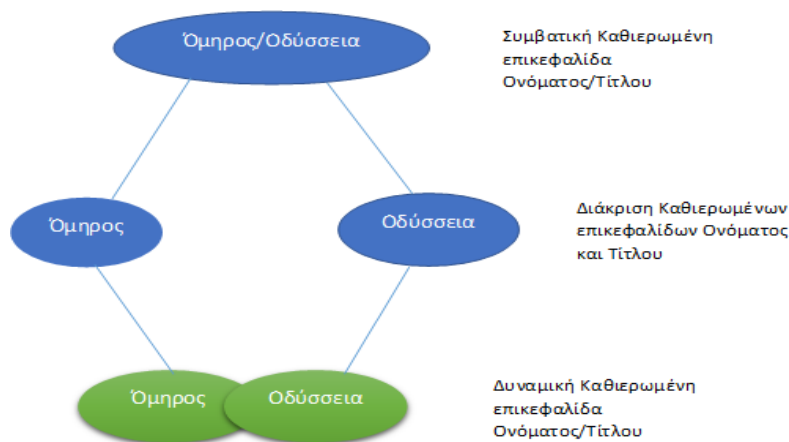 Όμηρος/Οδύσσεια
Συμβατική Καθιερωμένη
επικεφαλίδα
Ονόματος/Τίτλου
Όμηρος
Οδύσσεια
Διάκριση Καθιερωμένων
επικεφαλίδων Ονόματος
και Τίτλου
Όμηρος
Οδύσσεια
Δυναμική Καθιερωμένη
επικεφαλίδα
Ονόματος/Τίτλου